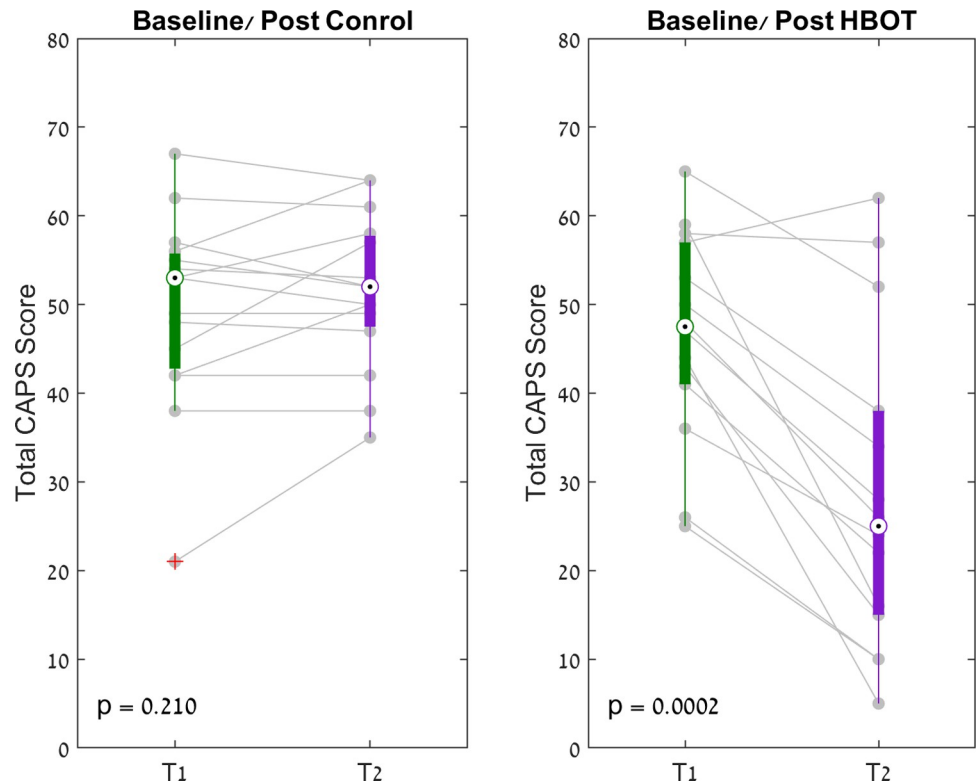 Baseline/ Post Conrol
80
70
60
50
40
30
20
10
0
Total CAPS Score
p = 0.210
T1
T2
Baseline/ Post HBOT
80
70
60
50
40
30
20
10
0
Total CAPS Score
p = 0.0002
T1
T2